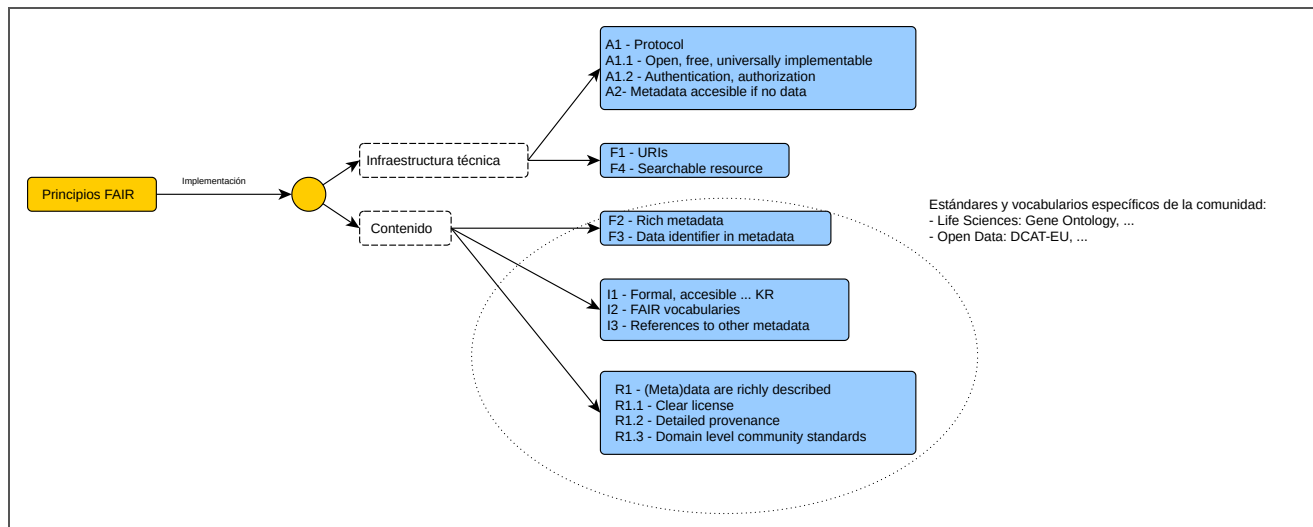 A1 - Protocol
A1.1 - Open, free, universally implementable
A1.2 - Authentication, authorization
A2- Metadata accesible if no data
Infraestructura técnica
F1 - URIs
F4 - Searchable resource
Principios FAIR
Implementación
Contenido
F2 - Rich metadata
F3 - Data identifier in metadata
Estándares y vocabularios específicos de la comunidad:
- Life Sciences: Gene Ontology, ...
- Open Data: DCAT-EU, ...
I1 - Formal, accesible ... KR
I2 - FAIR vocabularies
I3 - References to other metadata
R1 - (Meta)data are richly described
R1.1 - Clear license
R1.2 - Detailed provenance
R1.3 - Domain level community standards